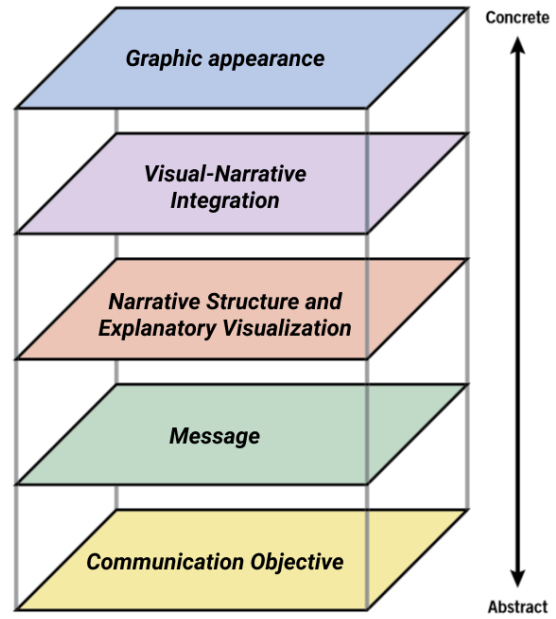 Concrete
Graphic appearance
Visual-Narrative
Integration
Narrative Structure and
Explanatory Visualization
Message
Communication Objective
Abstract